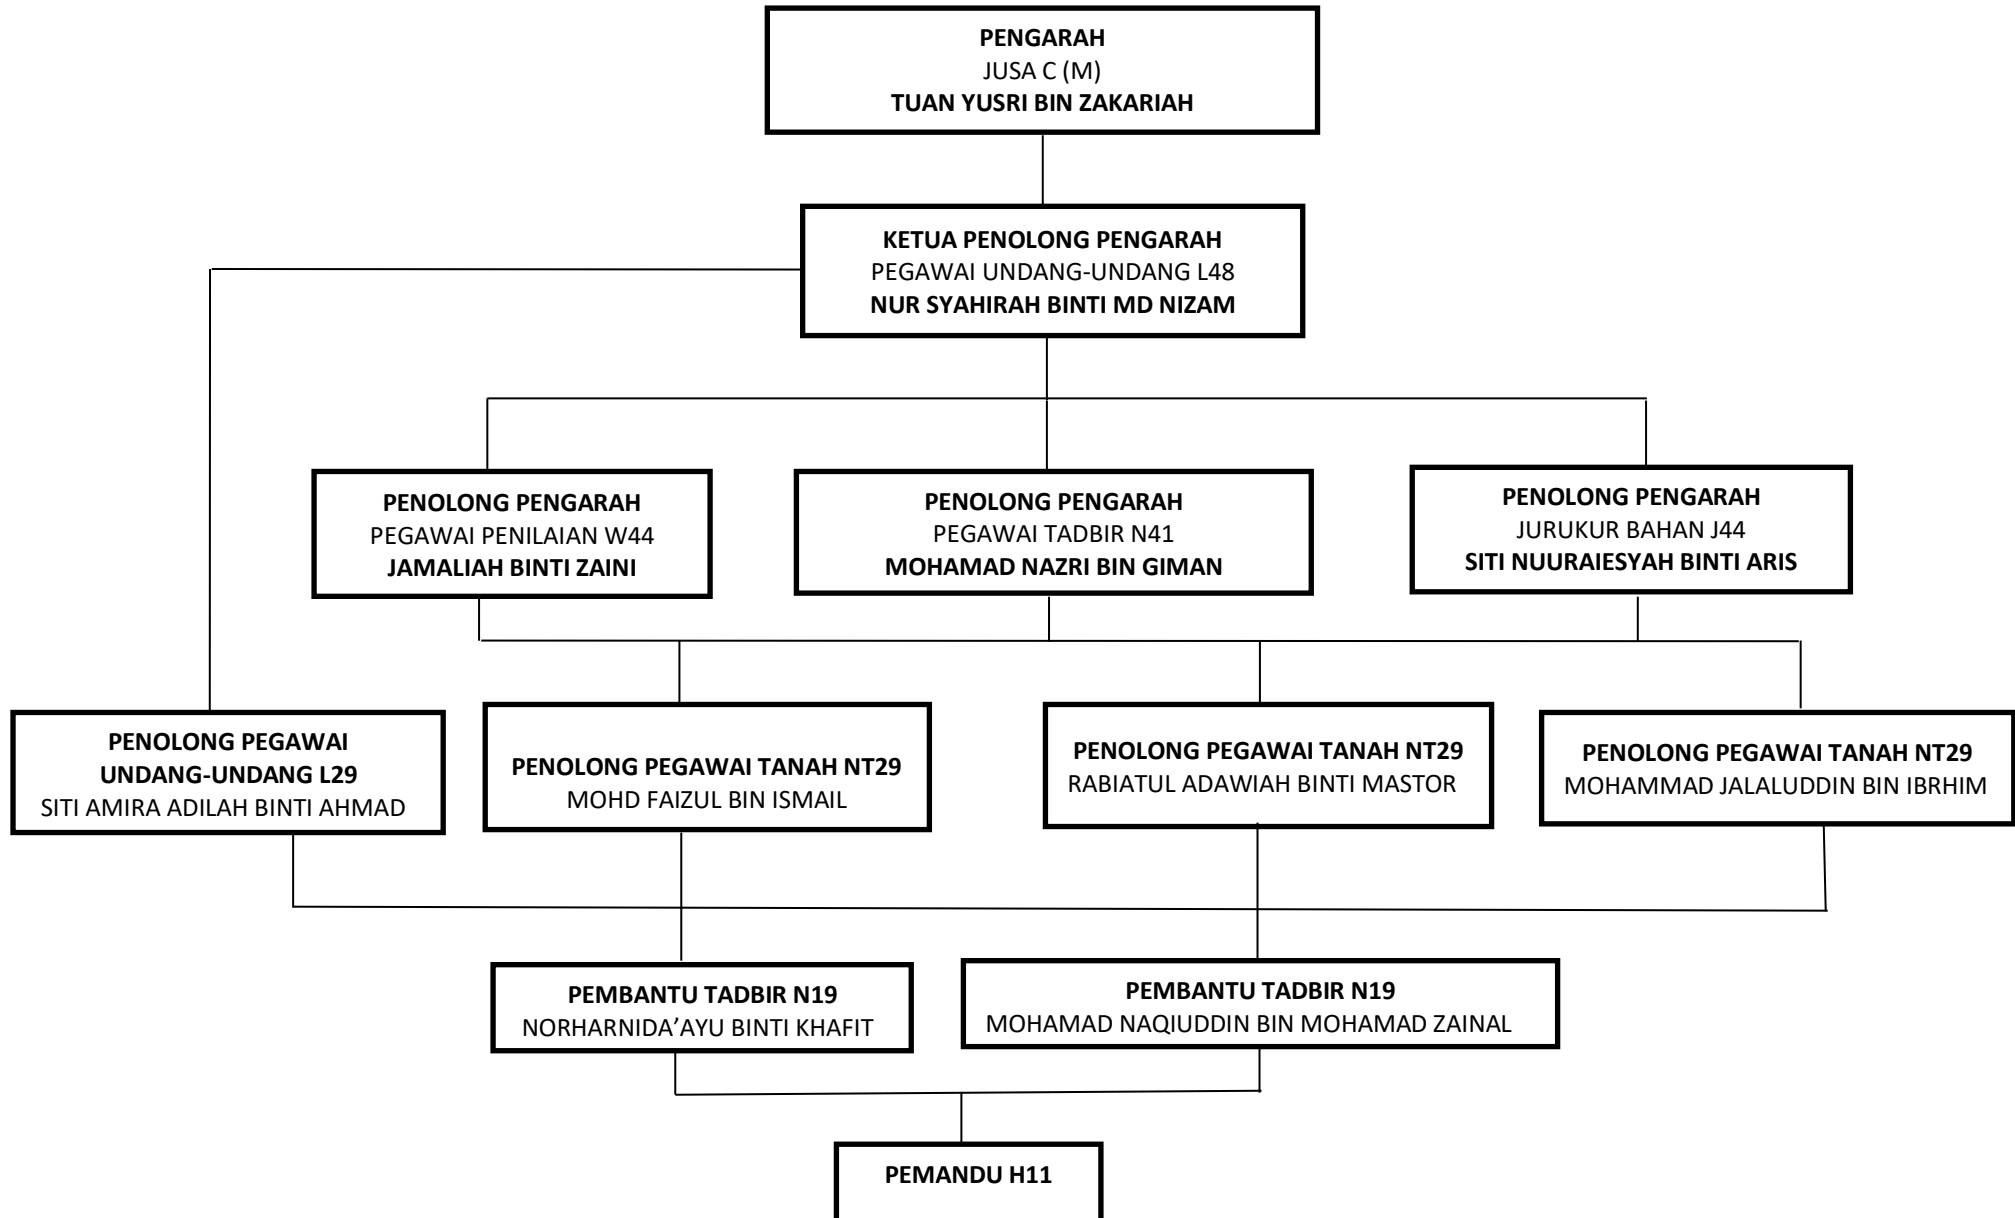 PENGARAH
JUSA C (M)
TUAN YUSRI BIN ZAKARIAH
KETUA PENOLONG PENGARAH
PEGAWAI UNDANG-UNDANG L48
NUR SYAHIRAH BINTI MD NIZAM
PENOLONG PENGARAH
PEGAWAI PENILAIAN W44
JAMALIAH BINTI ZAINI
PENOLONG PENGARAH
PEGAWAI TADBIR N41
MOHAMAD NAZRI BIN GIMAN
PENOLONG PENGARAH
JURUKUR BAHAN J44
SITI NUURAIESYAH BINTI ARIS
PENOLONG PEGAWAI
UNDANG-UNDANG L29
SITI AMIRA ADILAH BINTI AHMAD
PENOLONG PEGAWAI TANAH NT29
MOHD FAIZUL BIN ISMAIL
PENOLONG PEGAWAI TANAH NT29
RABIATUL ADAWIAH BINTI MASTOR
PENOLONG PEGAWAI TANAH NT29
MOHAMMAD JALALUDDIN BIN IBRHIM
PEMBANTU TADBIR N19
NORHARNIDA’AYU BINTI KHAFIT
PEMBANTU TADBIR N19
MOHAMAD NAQIUDDIN BIN MOHAMAD ZAINAL
PEMANDU H11